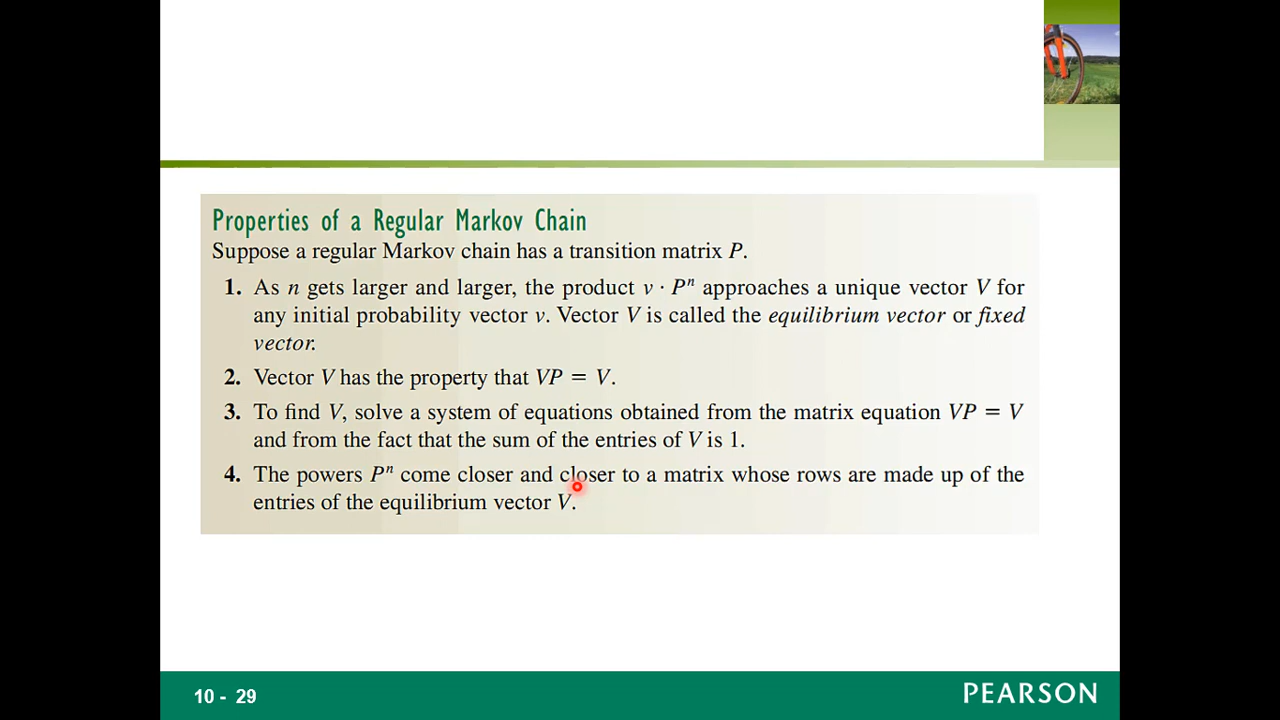 Properties of a Regular Markov Chain
Suppose a regular Markov chain has a transition matrix P.
1. As n gets larger and larger, the product v · Pⁿ approaches a unique vector V for
any initial probability vector v. Vector V is called the equilibrium vector or fixed
vector.
2. Vector V has the property that VP = V.
3. To find V, solve a system of equations obtained from the matrix equation VP = V
and from the fact that the sum of the entries of V is 1.
4. The powers Pⁿ come closer and closer to a matrix whose rows are made up of the
entries of the equilibrium vector V.
10 - 29
PEARSON